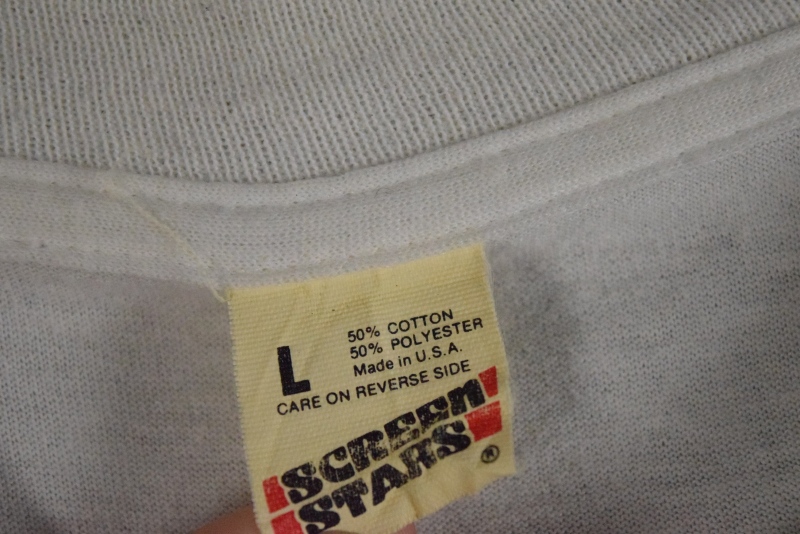 50% COTTON
50% POLYESTER
L
Made in U.S.A.
CARE ON REVERSE SIDE
SCREEN
STARS®